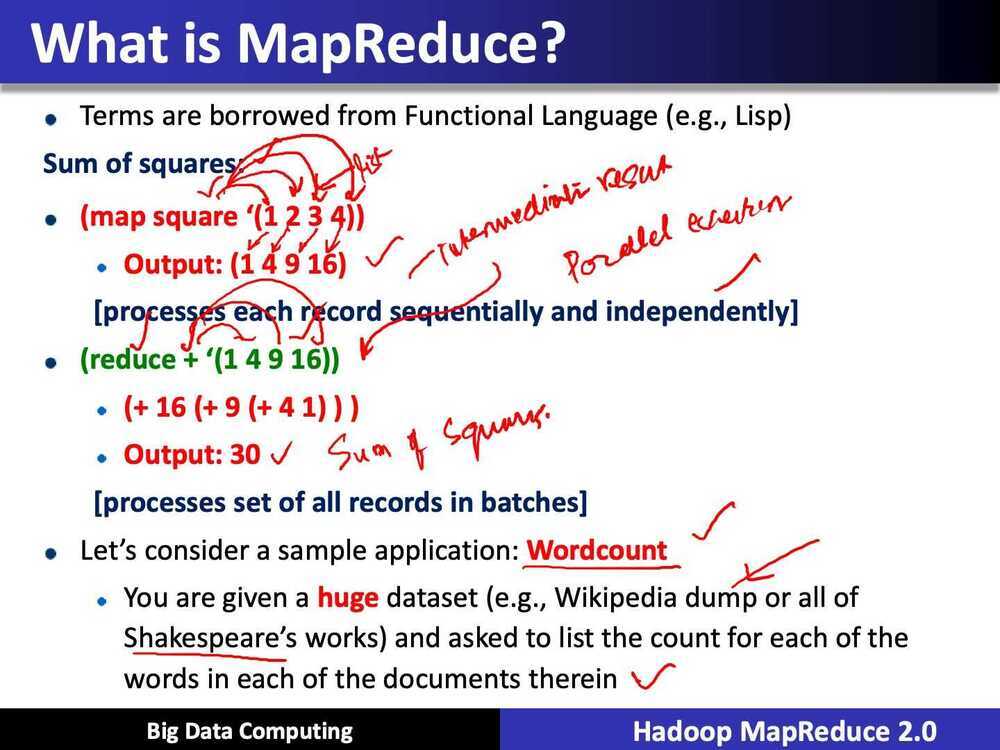 What is MapReduce?
• Terms are borrowed from Functional Language (e.g., Lisp)
Sum of squares:
list
• (map square ‘(1 2 3 4))
Intermediate result
• Output: (1 4 9 16)
Parallel execution
[processes each record sequentially and independently]
• (reduce + ‘(1 4 9 16))
• (+ 16 (+ 9 (+ 4 1) ) )
• Output: 30
Sum of squares.
[processes set of all records in batches]
• Let’s consider a sample application: Wordcount
• You are given a huge dataset (e.g., Wikipedia dump or all of
Shakespeare’s works) and asked to list the count for each of the
words in each of the documents therein
Big Data Computing
Hadoop MapReduce 2.0